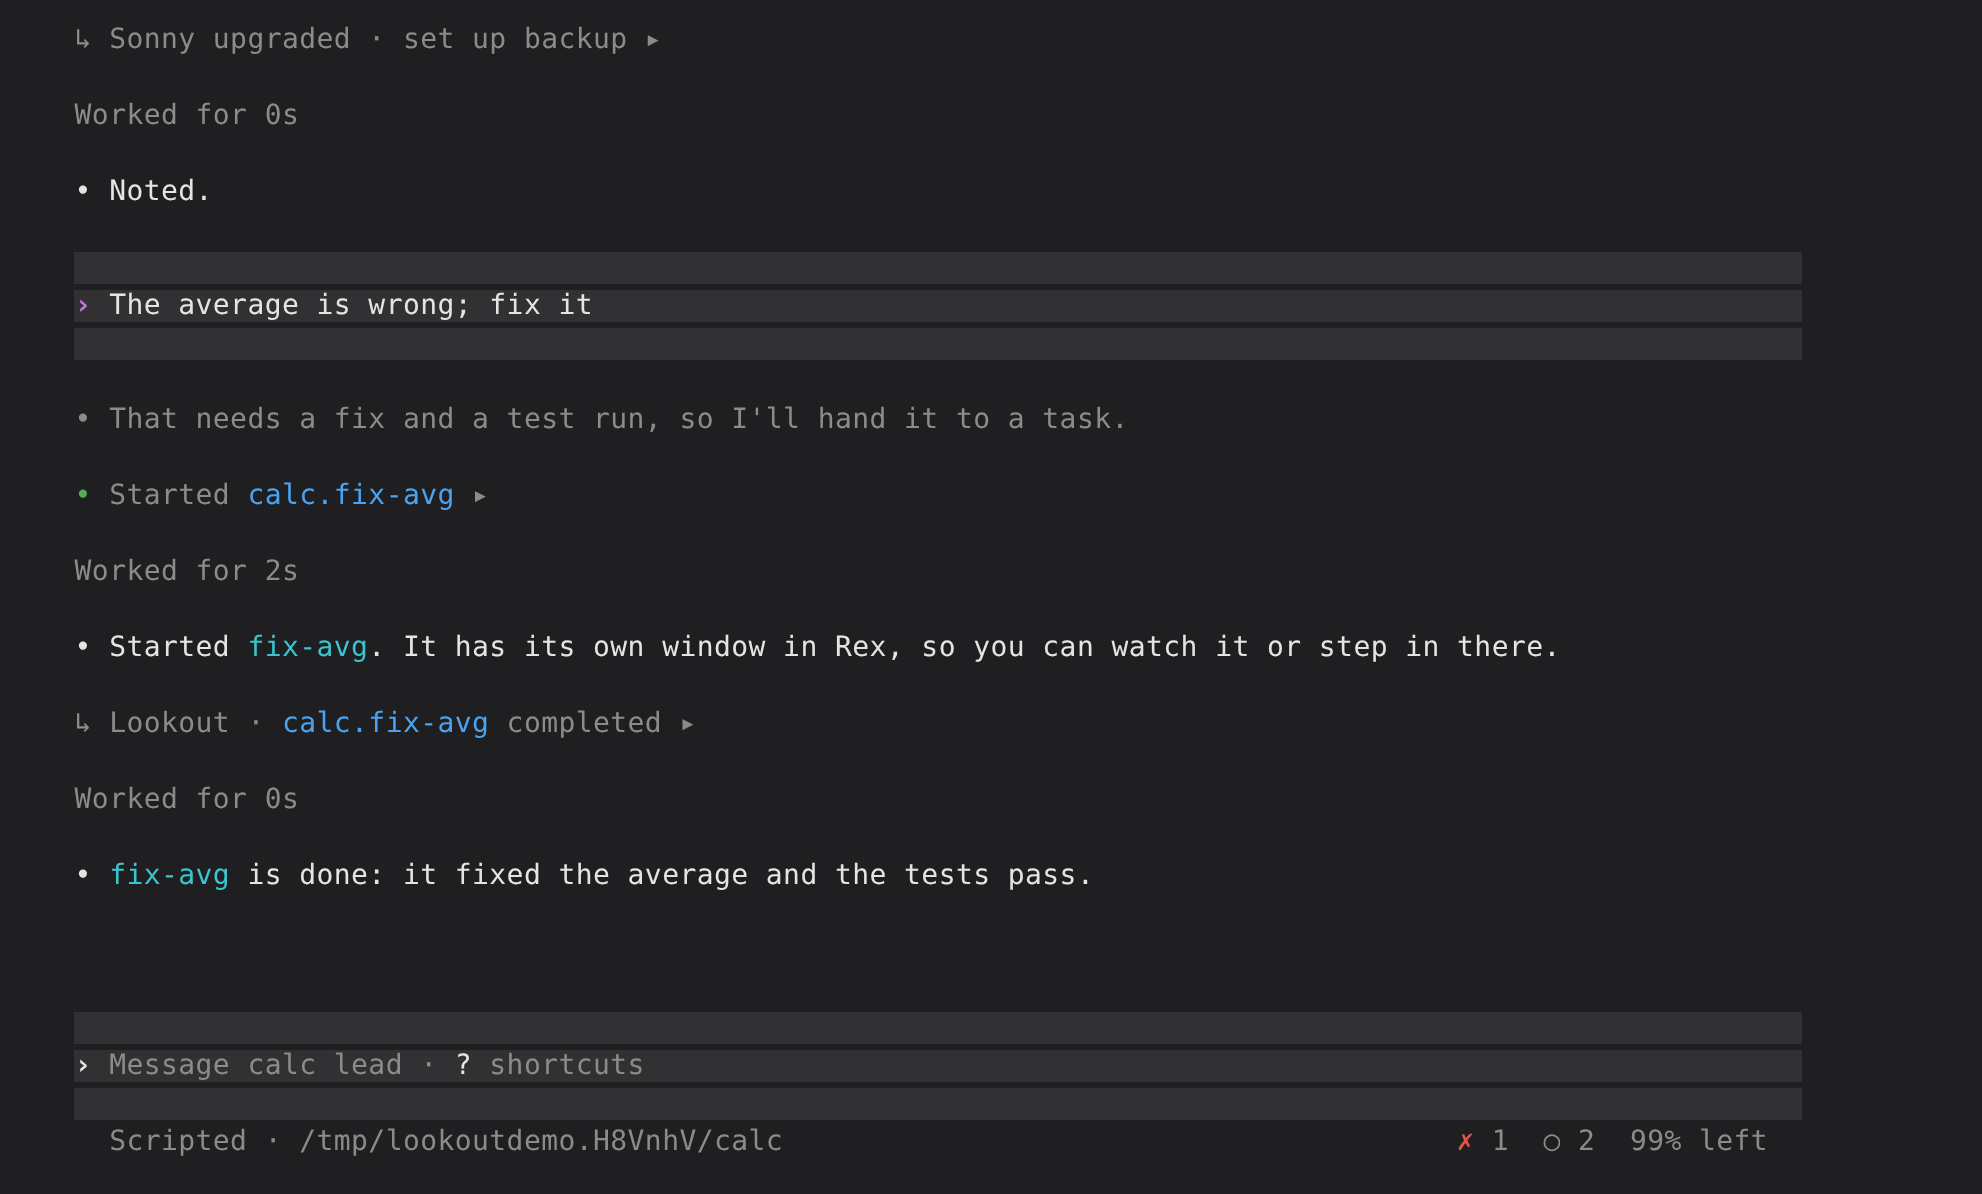 ↳ Sonny upgraded · set up backup ▸
Worked for 0s
• Noted.
› The average is wrong; fix it
• That needs a fix and a test run, so I'll hand it to a task.
• Started calc.fix-avg ▸
Worked for 2s
• Started fix-avg. It has its own window in Rex, so you can watch it or step in there.
↳ Lookout · calc.fix-avg completed ▸
Worked for 0s
• fix-avg is done: it fixed the average and the tests pass.
› Message calc lead · ? shortcuts
Scripted · /tmp/lookoutdemo.H8VnhV/calc ✗ 1 ○ 2 99% left